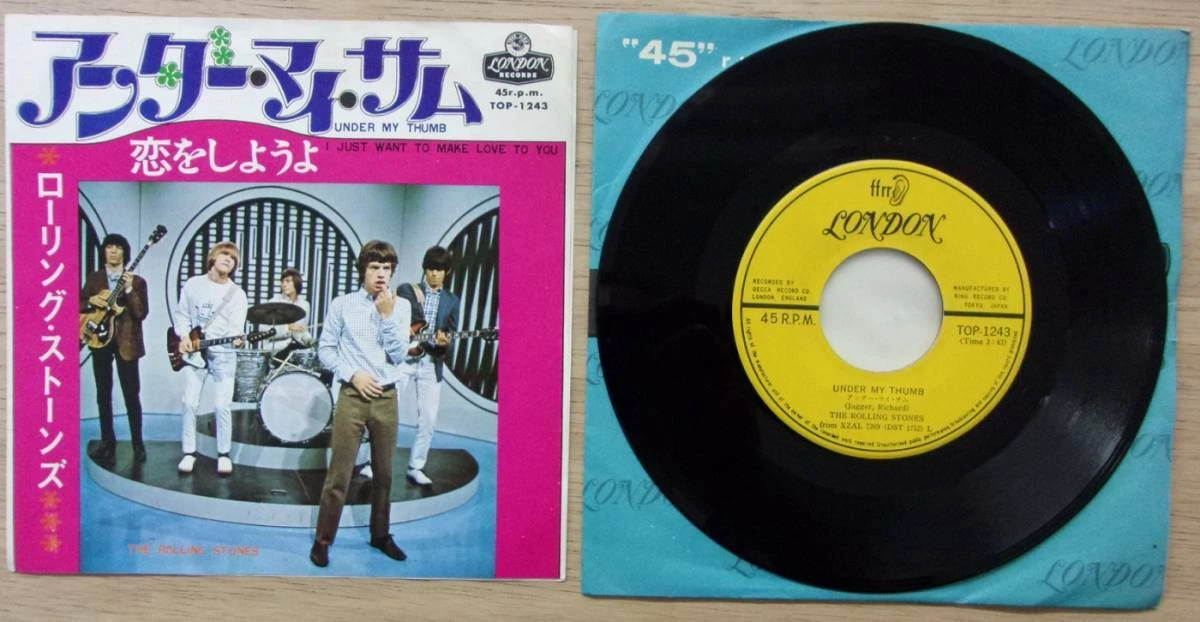 アンダー・マイ・サム
LONDON
RECORDS
45r.p.m.
TOP-1243
UNDER MY THUMB
恋をしようよ
I JUST WANT TO MAKE LOVE TO YOU
ローリング・ストーンズ
THE ROLLING STONES
"45"
LONDON
ffrr
LONDON
RECORDED BY
DECCA RECORD CO.
LONDON, ENGLAND
MANUFACTURED BY
KING RECORD CO.
TOKYO, JAPAN
45 R.P.M.
TOP-1243
(Time 3:43)
UNDER MY THUMB
アンダー・マイ・サム
(Jagger, Richard)
THE ROLLING STONES
LONDON
LONDON